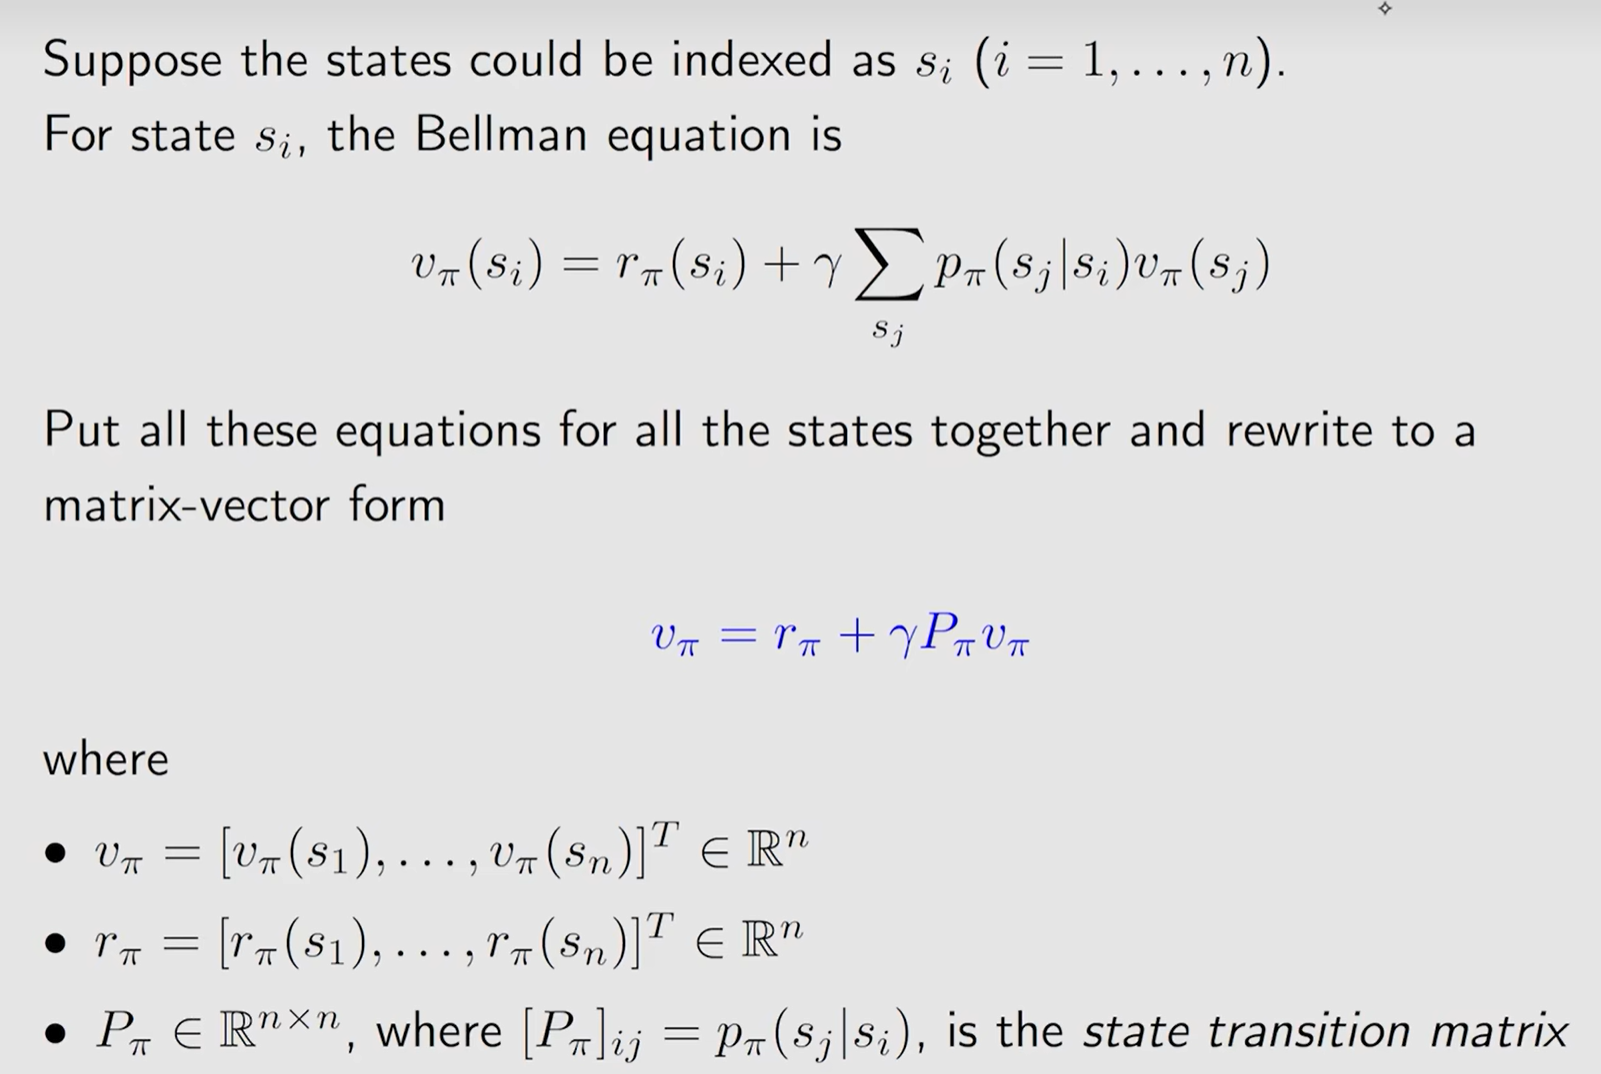 Suppose the states could be indexed as $s_i$ $(i = 1, \ldots, n)$.
For state $s_i$, the Bellman equation is
$v_\pi(s_i) = r_\pi(s_i) + \gamma \sum_{s_j} p_\pi(s_j|s_i) v_\pi(s_j)$
Put all these equations for all the states together and rewrite to a
matrix-vector form
$v_\pi = r_\pi + \gamma P_\pi v_\pi$
where
• $v_\pi = [v_\pi(s_1), \ldots, v_\pi(s_n)]^T \in \mathbb{R}^n$
• $r_\pi = [r_\pi(s_1), \ldots, r_\pi(s_n)]^T \in \mathbb{R}^n$
• $P_\pi \in \mathbb{R}^{n \times n}$, where $[P_\pi]_{ij} = p_\pi(s_j|s_i)$, is the state transition matrix